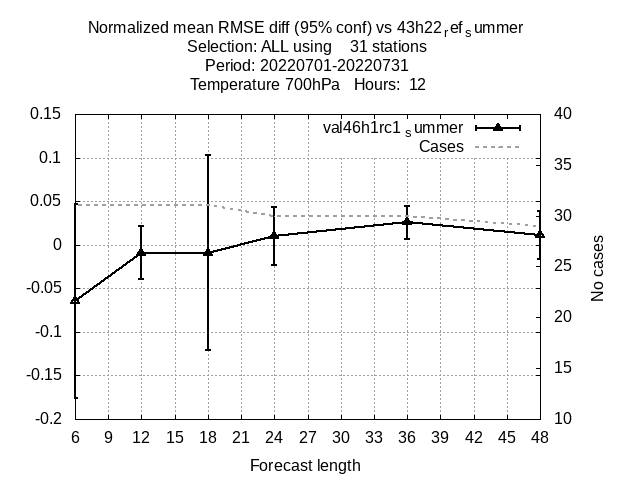 Normalized mean RMSE diff (95% conf) vs 43h22refsummer
Selection: ALL using 31 stations
Period: 20220701-20220731
Temperature 700hPa Hours: 12
0.15
0.1
0.05
0
-0.05
-0.1
-0.15
-0.2
40
35
30
25
20
15
10
val46h1rc1summer
Cases
No cases
6 9 12 15 18 21 24 27 30 33 36 39 42 45 48
Forecast length